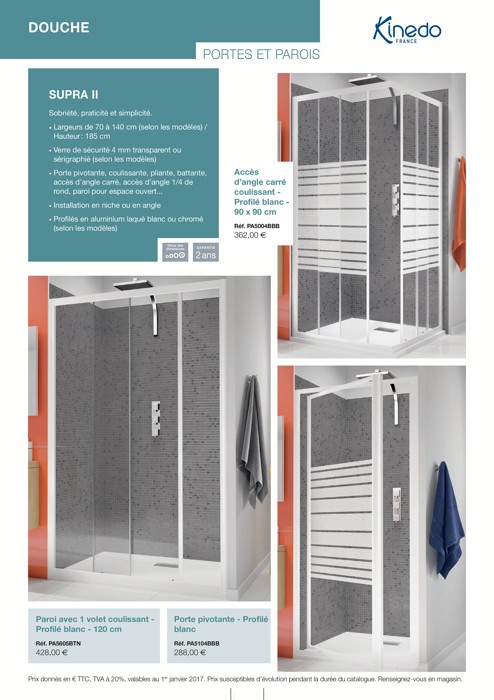 DOUCHE
Kinedo
FRANCE
PORTES ET PAROIS
SUPRA II
Sobriété, praticité et simplicité.
• Largeurs de 70 à 140 cm (selon les modèles) /
Hauteur : 185 cm
• Verre de sécurité 4 mm transparent ou
sérigraphié (selon les modèles)
• Porte pivotante, coulissante, pliante, battante,
accès d'angle carré, accès d'angle 1/4 de
rond, paroi pour espace ouvert...
• Installation en niche ou en angle
• Profilés en aluminium laqué blanc ou chromé
(selon les modèles)
GARANTIE
2 ans
Accès
d'angle carré
coulissant -
Profilé blanc -
90 x 90 cm
Réf. PA5004BBB
362,00 €
Paroi avec 1 volet coulissant -
Profilé blanc - 120 cm
Réf. PA5605BTN
428,00 €
Porte pivotante - Profilé
blanc
Réf. PA5104BBB
288,00 €
Prix donnés en € TTC, TVA à 20%, valables au 1er janvier 2017. Prix susceptibles d'évolution pendant la durée du catalogue. Renseignez-vous en magasin.